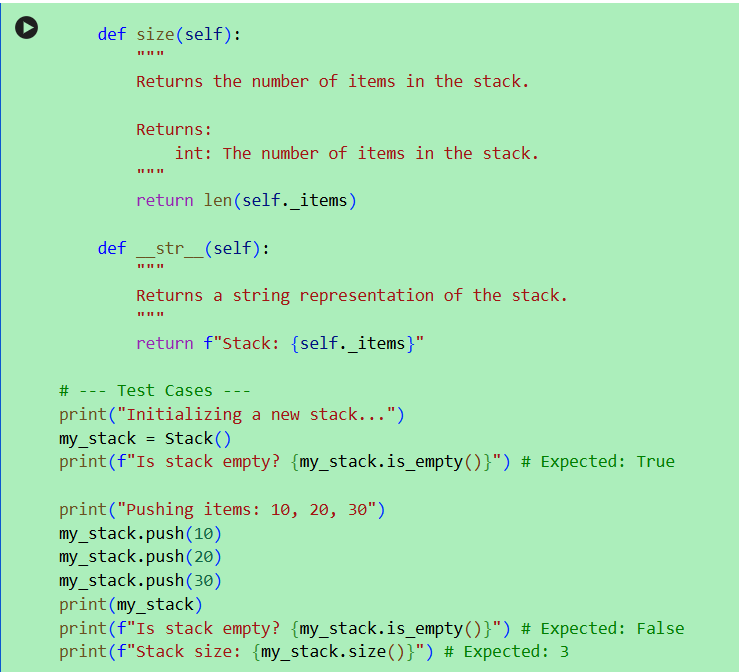 def size(self):
        """
        Returns the number of items in the stack.

        Returns:
            int: The number of items in the stack.
        """
        return len(self._items)

    def __str__(self):
        """
        Returns a string representation of the stack.
        """
        return f"Stack: {self._items}"

# --- Test Cases ---
print("Initializing a new stack...")
my_stack = Stack()
print(f"Is stack empty? {my_stack.is_empty()}") # Expected: True

print("Pushing items: 10, 20, 30")
my_stack.push(10)
my_stack.push(20)
my_stack.push(30)
print(my_stack)
print(f"Is stack empty? {my_stack.is_empty()}") # Expected: False
print(f"Stack size: {my_stack.size()}") # Expected: 3